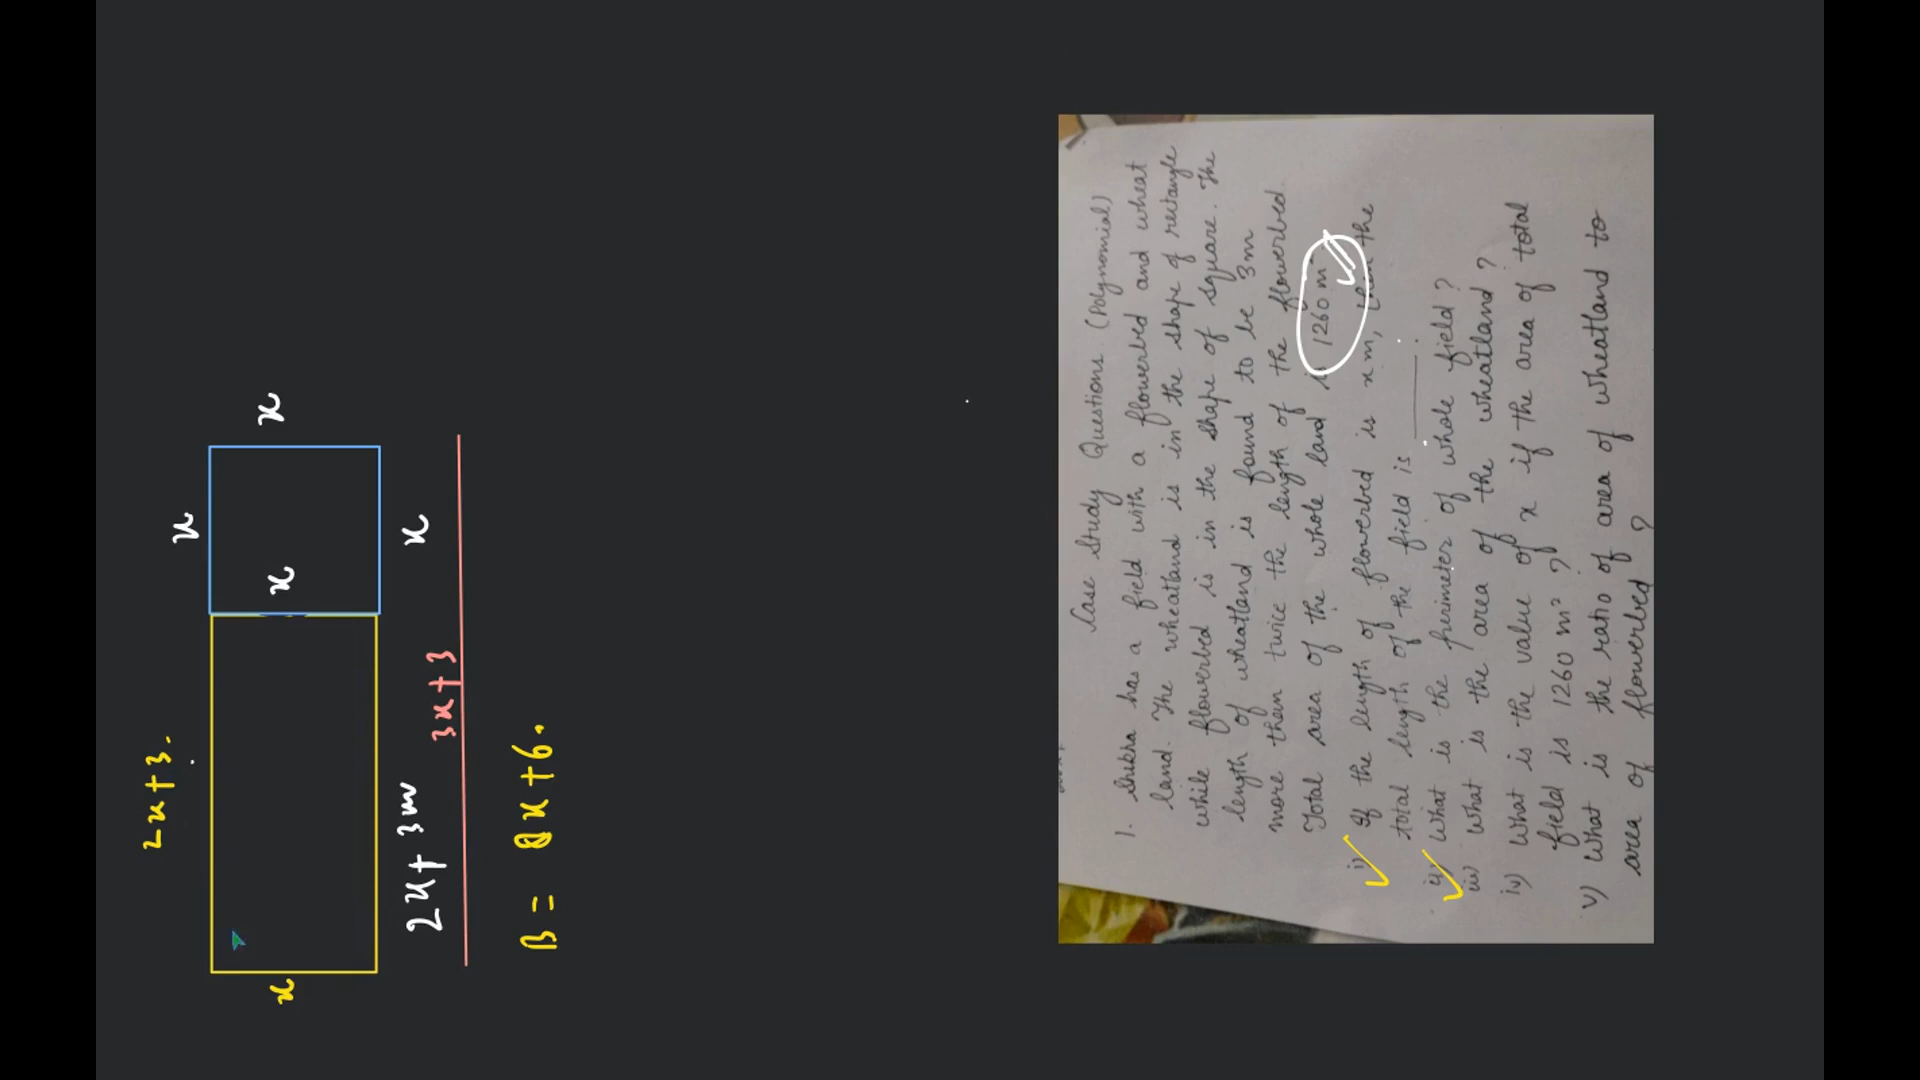 Case Study Questions. (Polynomial)
1. Shikha has a field with a flowerbed and wheat
land. The wheatland is in the shape of rectangle
while flowerbed is in the shape of square. The
length of wheatland is found to be 3m
more than twice the length of the flowerbed.
Total area of the whole land is 1260 m²
i) If the length of flowerbed is x m, then the
total length of the field is ______.
ii) What is the perimeter of whole field?
iii) What is the area of the wheatland?
iv) What is the value of x if the area of total
field is 1260 m²?
v) What is the ratio of area of wheatland to
area of flowerbed?
2x+3.
x
x
x
x
x
2x+3m
3x+3
8x+6.